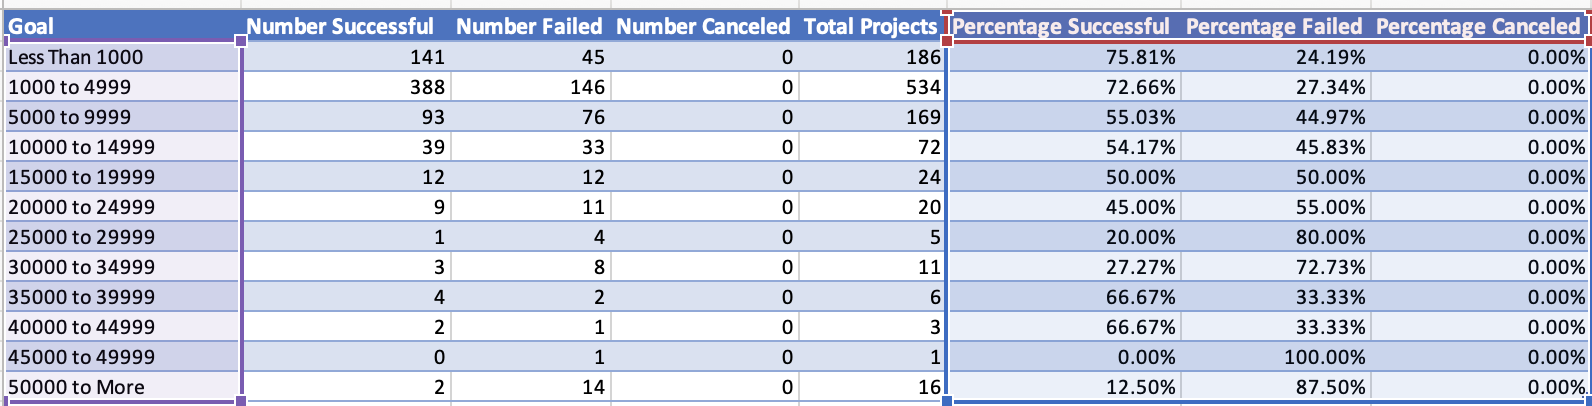 Goal Number Successful Number Failed Number Canceled Total Projects Percentage Successful Percentage Failed Percentage Canceled
Less Than 1000 141 45 0 186 75.81% 24.19% 0.00%
1000 to 4999 388 146 0 534 72.66% 27.34% 0.00%
5000 to 9999 93 76 0 169 55.03% 44.97% 0.00%
10000 to 14999 39 33 0 72 54.17% 45.83% 0.00%
15000 to 19999 12 12 0 24 50.00% 50.00% 0.00%
20000 to 24999 9 11 0 20 45.00% 55.00% 0.00%
25000 to 29999 1 4 0 5 20.00% 80.00% 0.00%
30000 to 34999 3 8 0 11 27.27% 72.73% 0.00%
35000 to 39999 4 2 0 6 66.67% 33.33% 0.00%
40000 to 44999 2 1 0 3 66.67% 33.33% 0.00%
45000 to 49999 0 1 0 1 0.00% 100.00% 0.00%
50000 to More 2 14 0 16 12.50% 87.50% 0.00%